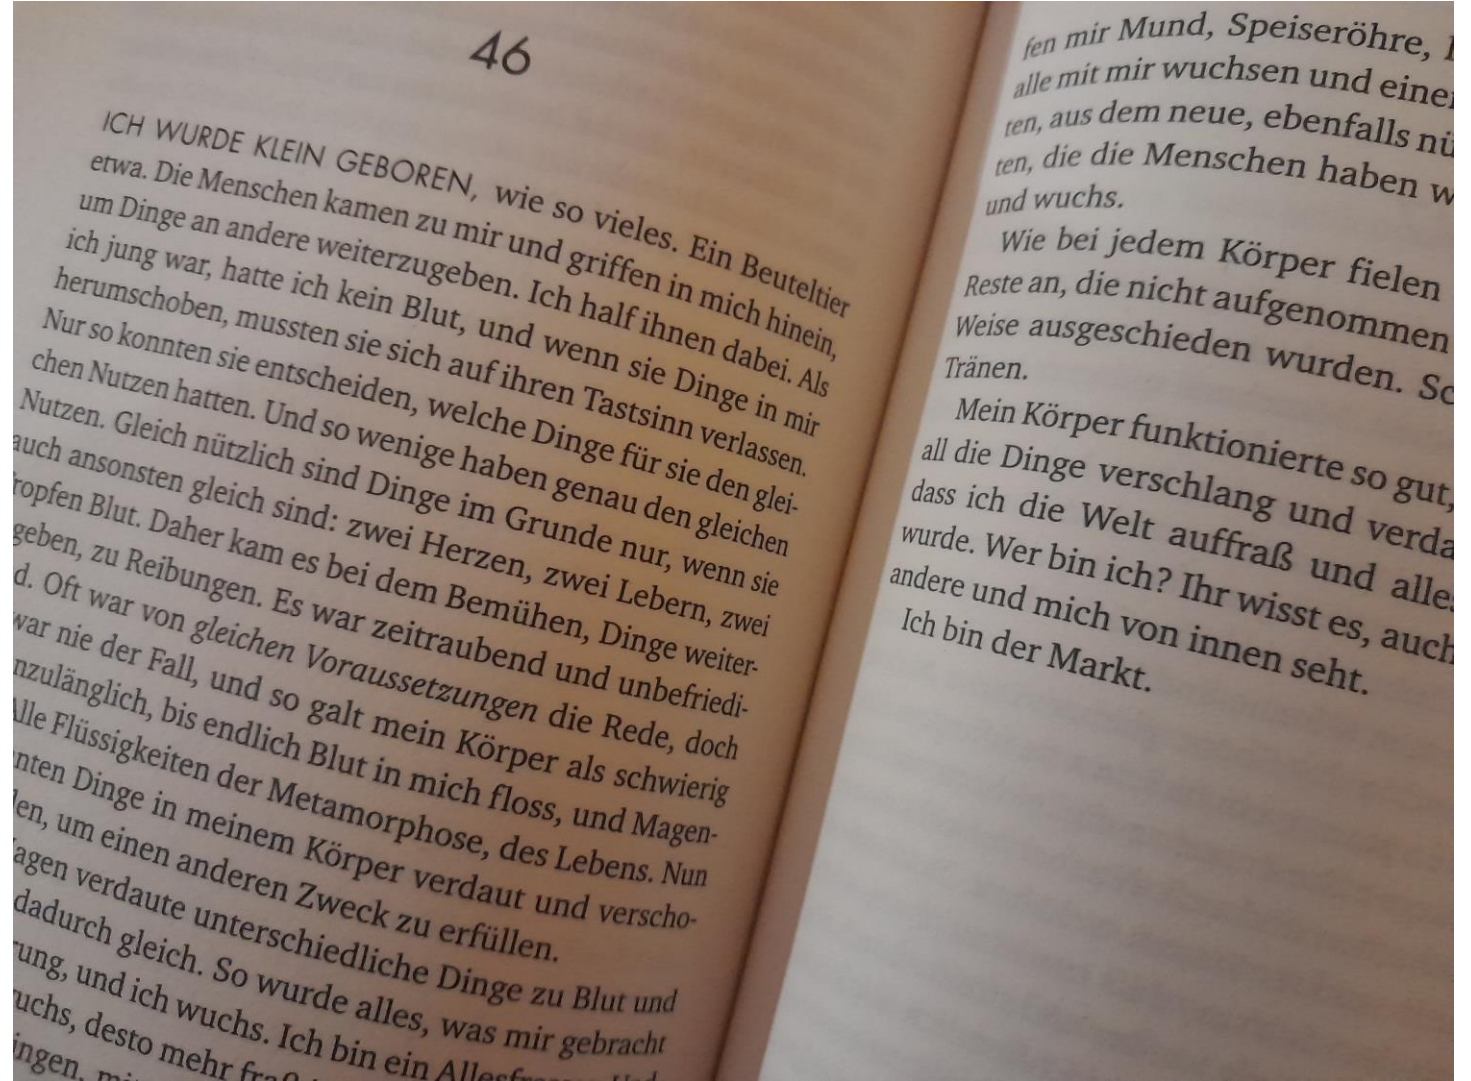 46
ICH WURDE KLEIN GEBOREN, wie so vieles. Ein Beuteltier
etwa. Die Menschen kamen zu mir und griffen in mich hinein,
um Dinge an andere weiterzugeben. Ich half ihnen dabei. Als
ich jung war, hatte ich kein Blut, und wenn sie Dinge in mir
herumschoben, mussten sie sich auf ihren Tastsinn verlassen.
Nur so konnten sie entscheiden, welche Dinge für sie den glei-
chen Nutzen hatten. Und so wenige haben genau den gleichen
Nutzen. Gleich nützlich sind Dinge im Grunde nur, wenn sie
auch ansonsten gleich sind: zwei Herzen, zwei Lebern, zwei
Tropfen Blut. Daher kam es bei dem Bemühen, Dinge weiter-
geben, zu Reibungen. Es war zeitraubend und unbefriedi-
d. Oft war von gleichen Voraussetzungen die Rede, doch
war nie der Fall, und so galt mein Körper als schwierig
nzulänglich, bis endlich Blut in mich floss, und Magen-
Alle Flüssigkeiten der Metamorphose, des Lebens. Nun
nten Dinge in meinem Körper verdaut und verscho-
en, um einen anderen Zweck zu erfüllen.
agen verdaute unterschiedliche Dinge zu Blut und
dadurch gleich. So wurde alles, was mir gebracht
rung, und ich wuchs. Ich bin ein Allesfresser. Und
uchs, desto mehr fraß
ingen,
fen mir Mund, Speiseröhre,
alle mit mir wuchsen und einen
ten, aus dem neue, ebenfalls nü
ten, die die Menschen haben w
und wuchs.
Wie bei jedem Körper fielen
Reste an, die nicht aufgenommen
Weise ausgeschieden wurden. Sc
Tränen.
Mein Körper funktionierte so gut,
all die Dinge verschlang und verda
dass ich die Welt auffraß und alles
wurde. Wer bin ich? Ihr wisst es, auch
andere und mich von innen seht.
Ich bin der Markt.